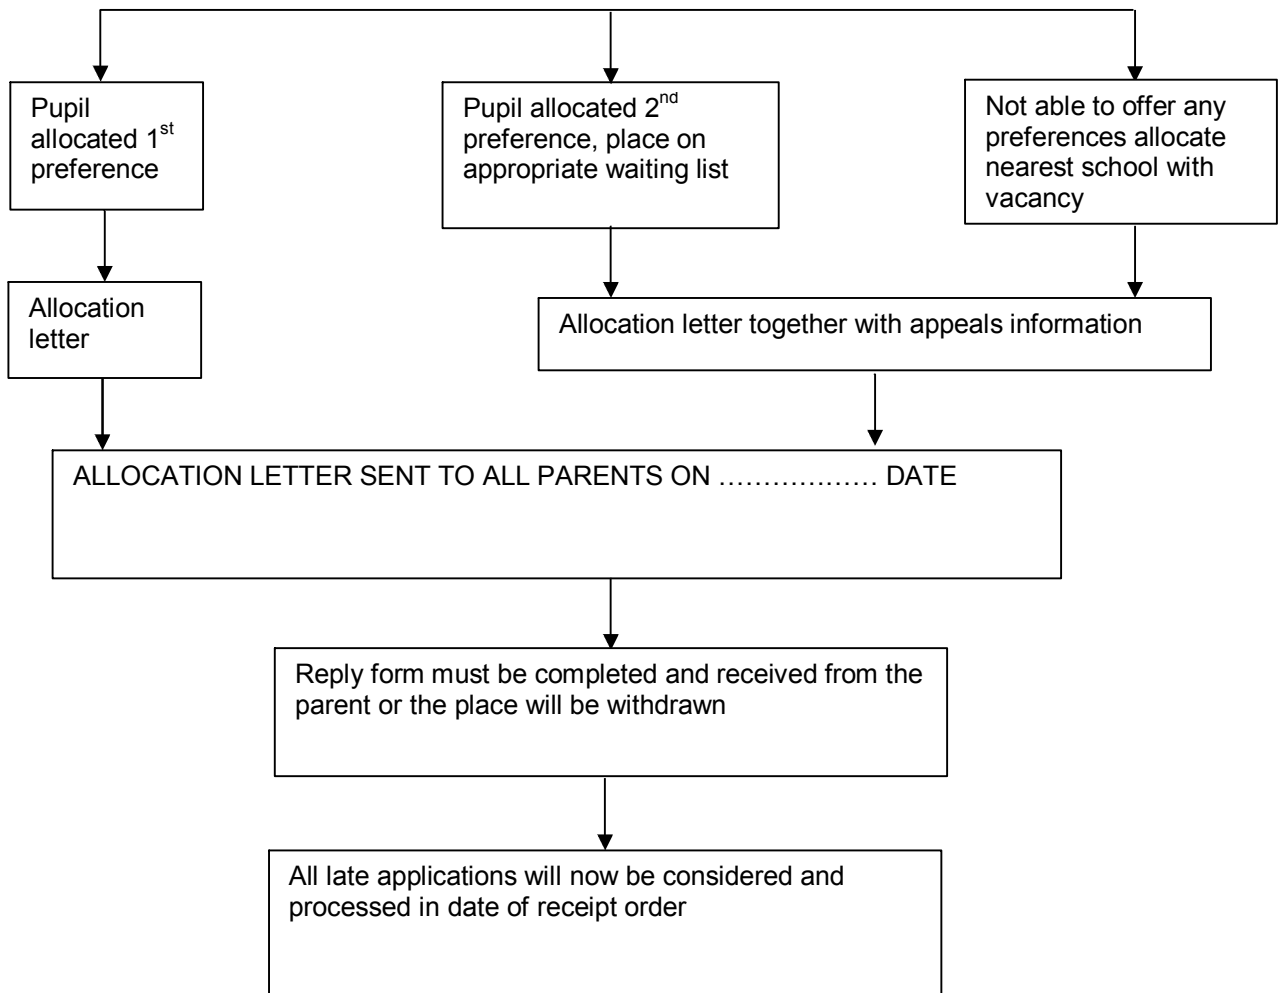 Pupil
allocated 1st
preference
Pupil allocated 2nd
preference, place on
appropriate waiting list
Not able to offer any
preferences allocate
nearest school with
vacancy
Allocation
letter
Allocation letter together with appeals information
ALLOCATION LETTER SENT TO ALL PARENTS ON .................. DATE
Reply form must be completed and received from the
parent or the place will be withdrawn
All late applications will now be considered and
processed in date of receipt order